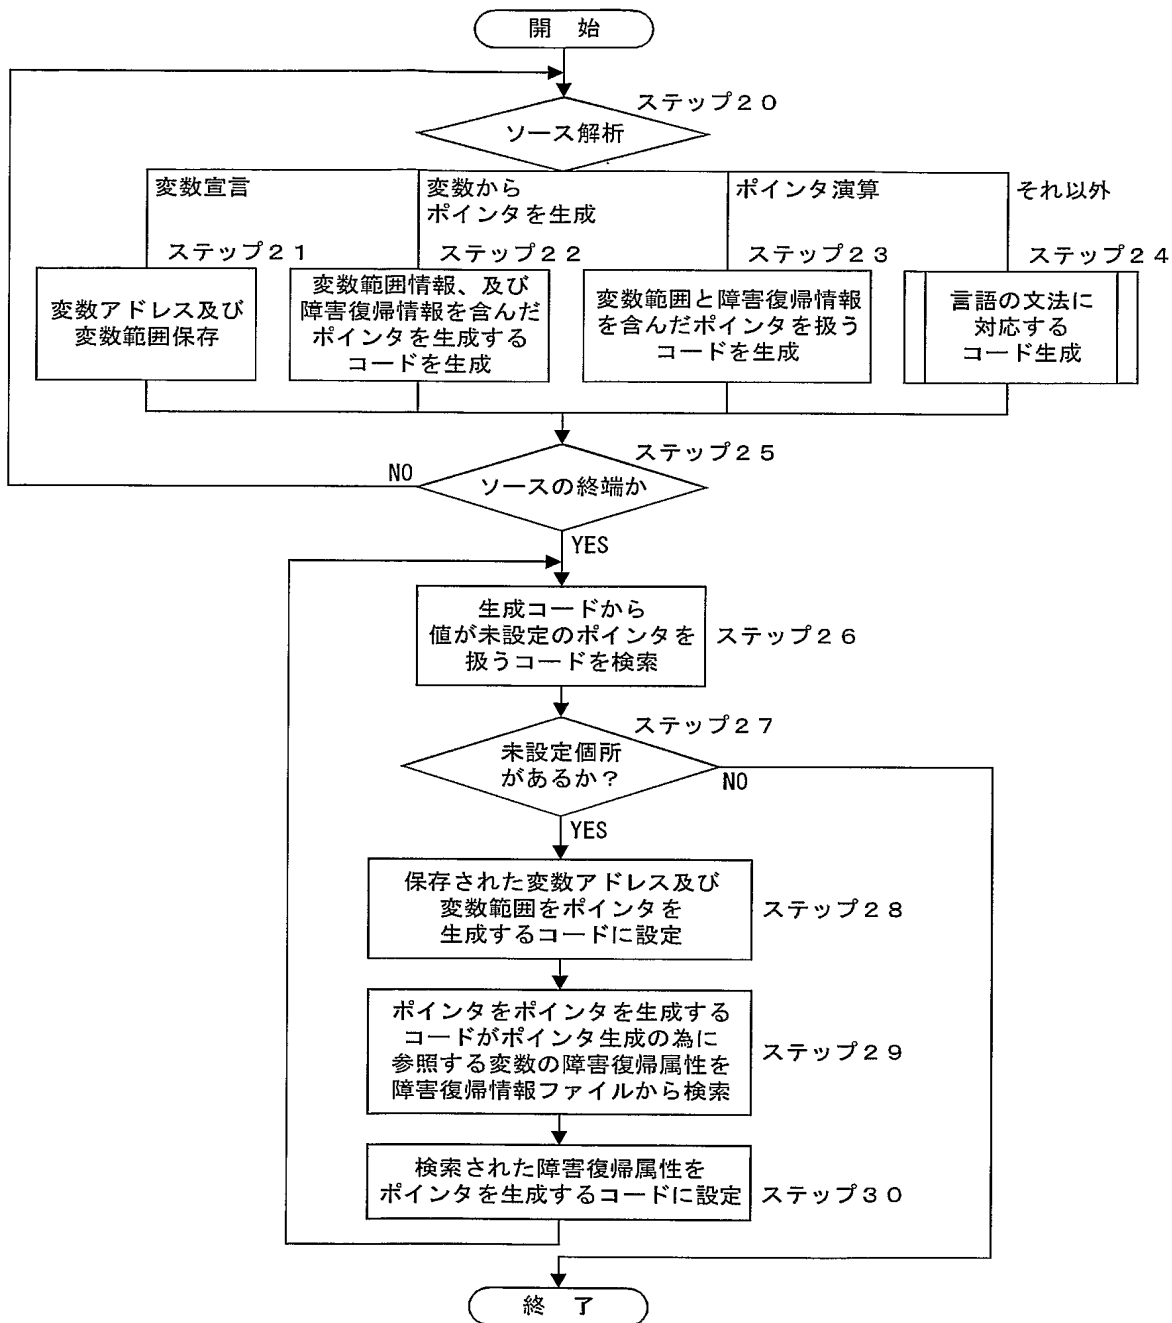 開　始
ステップ２０
ソース解析
変数宣言
変数から
ポインタを生成
ポインタ演算
それ以外
ステップ２１
変数アドレス及び
変数範囲保存
ステップ２２
変数範囲情報、及び
障害復帰情報を含んだ
ポインタを生成する
コードを生成
ステップ２３
変数範囲と障害復帰情報
を含んだポインタを扱う
コードを生成
ステップ２４
言語の文法に
対応する
コード生成
ステップ２５
ソースの終端か
NO
YES
生成コードから
値が未設定のポインタを
扱うコードを検索
ステップ２６
ステップ２７
未設定個所
があるか？
NO
YES
保存された変数アドレス及び
変数範囲をポインタを
生成するコードに設定
ステップ２８
ポインタをポインタを生成する
コードがポインタ生成の為に
参照する変数の障害復帰属性を
障害復帰情報ファイルから検索
ステップ２９
検索された障害復帰属性を
ポインタを生成するコードに設定
ステップ３０
終　了